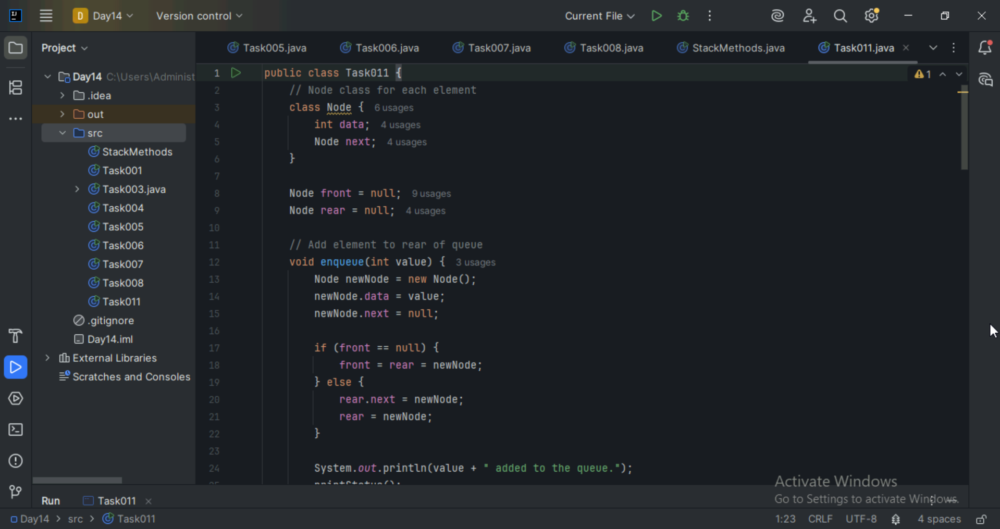 IJ
D Day14 Version control Current File
Project
Task005.java Task006.java Task007.java Task008.java StackMethods.java Task011.java
Day14 C:\Users\Administ
.idea
out
src
StackMethods
Task001
Task003.java
Task004
Task005
Task006
Task007
Task008
Task011
.gitignore
Day14.iml
External Libraries
Scratches and Consoles
1 public class Task011 { 1
2 // Node class for each element
3 class Node { 6 usages
4 int data; 4 usages
5 Node next; 4 usages
6 }
7
8 Node front = null; 9 usages
9 Node rear = null; 4 usages
10
11 // Add element to rear of queue
12 void enqueue(int value) { 3 usages
13 Node newNode = new Node();
14 newNode.data = value;
15 newNode.next = null;
16
17 if (front == null) {
18 front = rear = newNode;
19 } else {
20 rear.next = newNode;
21 rear = newNode;
22 }
23
24 System.out.println(value + " added to the queue.");
25 printStatus();
Activate Windows
Go to Settings to activate Windows.
Run Task011
Day14 > src > Task011
1:23 CRLF UTF-8 4 spaces